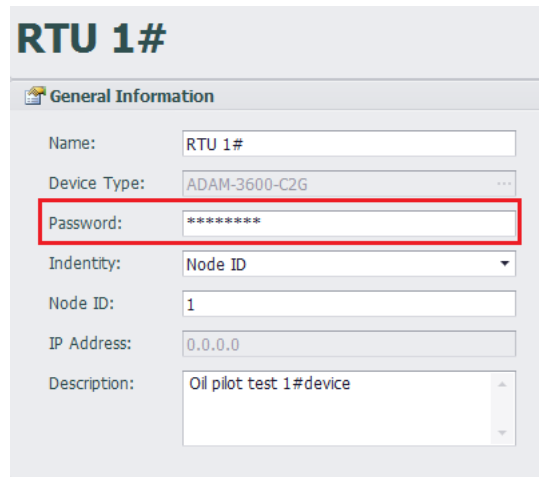 RTU 1#
General Information
Name: RTU 1#
Device Type: ADAM-3600-C2G ...
Password: ********
Indentity: Node ID
Node ID: 1
IP Address: 0.0.0.0
Description: Oil pilot test 1#device